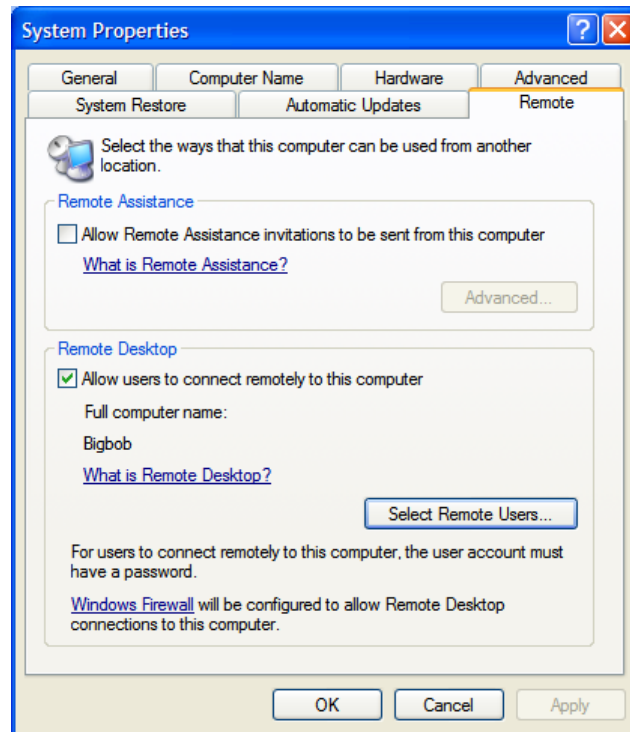 System Properties
General Computer Name Hardware Advanced
System Restore Automatic Updates Remote
Select the ways that this computer can be used from another
location.
Remote Assistance
Allow Remote Assistance invitations to be sent from this computer
What is Remote Assistance?
Advanced...
Remote Desktop
Allow users to connect remotely to this computer
Full computer name:
Bigbob
What is Remote Desktop?
Select Remote Users...
For users to connect remotely to this computer, the user account must
have a password.
Windows Firewall will be configured to allow Remote Desktop
connections to this computer.
OK Cancel Apply